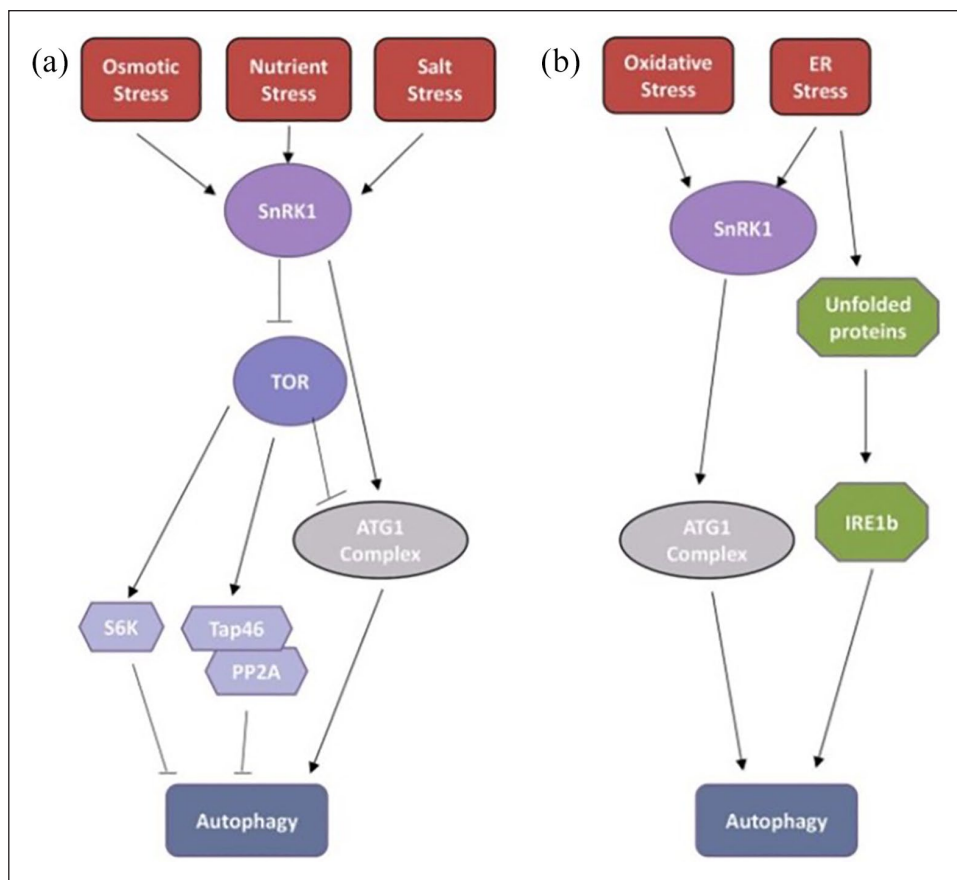 (a)
Osmotic
Stress
Nutrient
Stress
Salt
Stress
SnRK1
TOR
ATG1
Complex
S6K
Tap46
PP2A
Autophagy
(b)
Oxidative
Stress
ER
Stress
SnRK1
Unfolded
proteins
ATG1
Complex
IRE1b
Autophagy